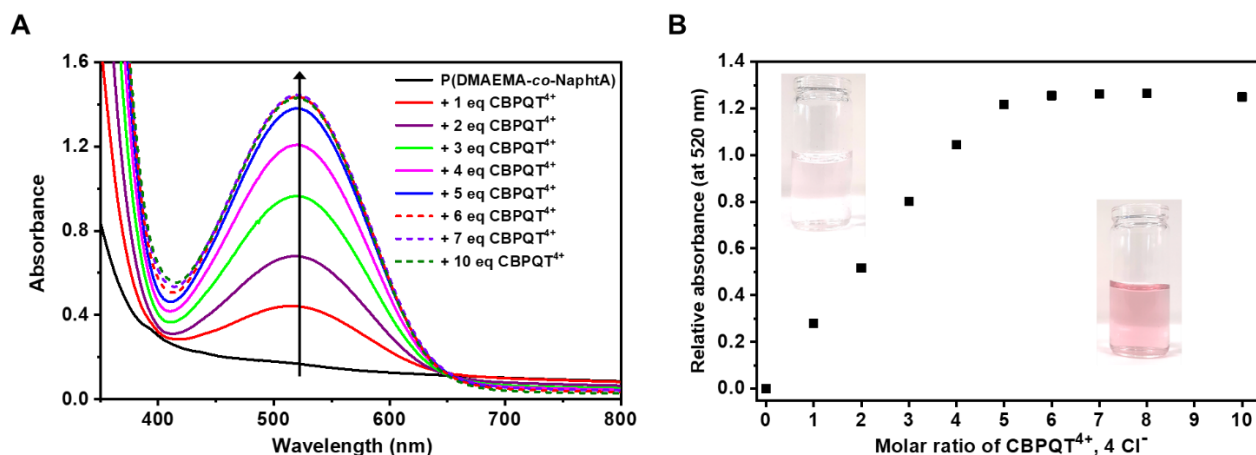 A
1.6
1.2
0.8
0.4
0.0
Absorbance
400
500
600
700
800
Wavelength (nm)
P(DMAEMA-co-NaphtA)
+ 1 eq CBPQT⁴⁺
+ 2 eq CBPQT⁴⁺
+ 3 eq CBPQT⁴⁺
+ 4 eq CBPQT⁴⁺
+ 5 eq CBPQT⁴⁺
+ 6 eq CBPQT⁴⁺
+ 7 eq CBPQT⁴⁺
+ 10 eq CBPQT⁴⁺
B
1.4
1.2
1.0
0.8
0.6
0.4
0.2
0.0
Relative absorbance (at 520 nm)
0 1 2 3 4 5 6 7 8 9 10
Molar ratio of CBPQT⁴⁺, 4 Cl⁻